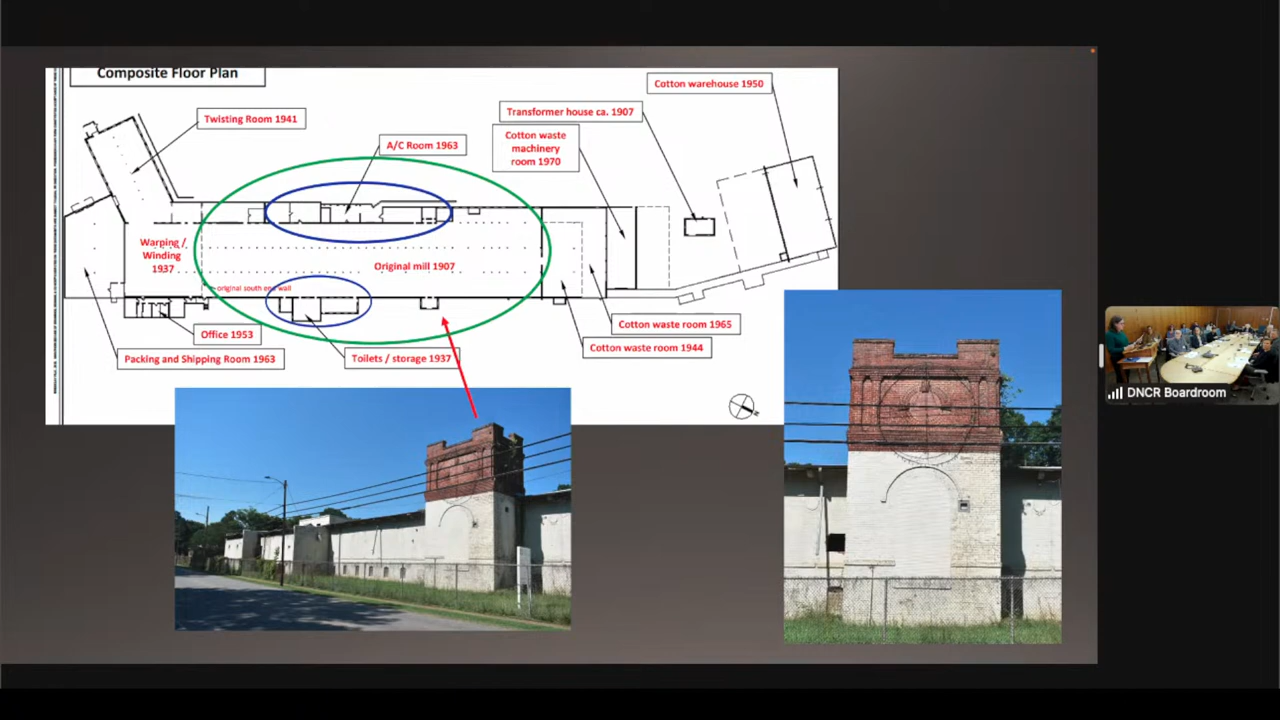 Composite Floor Plan
Cotton warehouse 1950
Transformer house ca. 1907
Twisting Room 1941
Cotton waste
machinery
room 1970
A/C Room 1963
Warping /
Winding
1937
Original mill 1907
original south end wall
Cotton waste room 1965
Office 1953
Cotton waste room 1944
Packing and Shipping Room 1963
Toilets / storage 1937
N
DNCR Boardroom